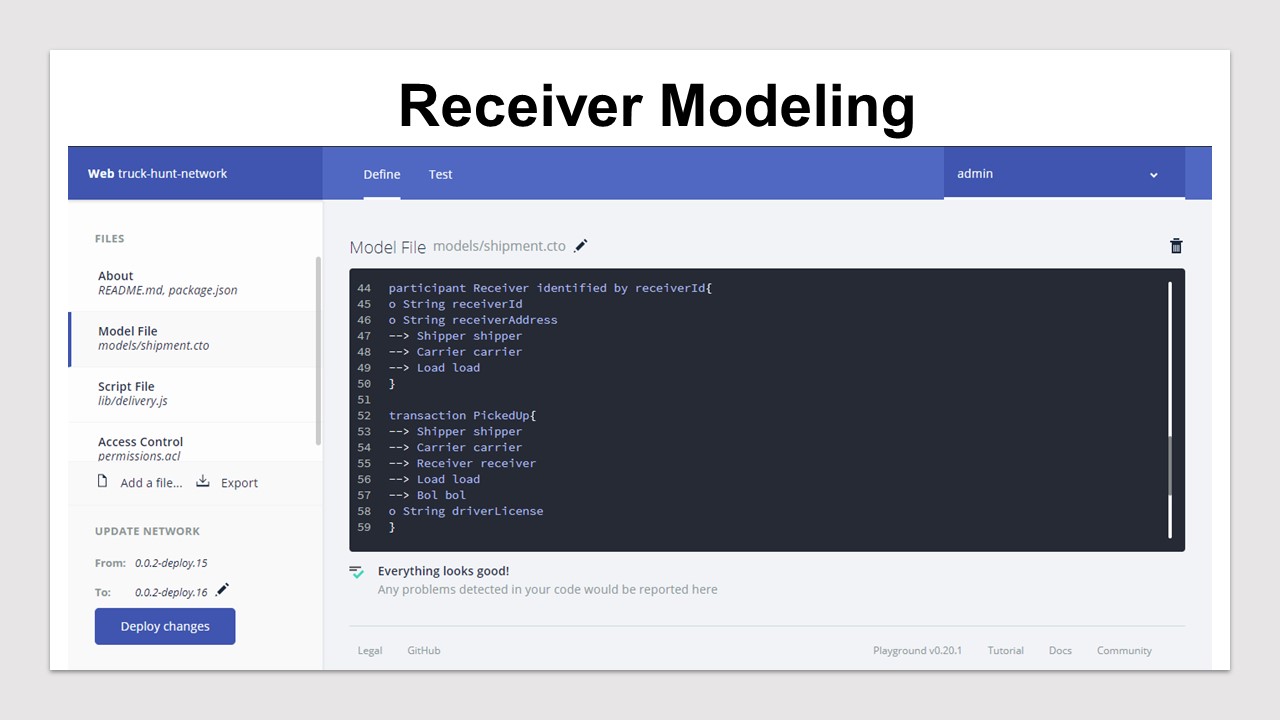 Receiver Modeling
Web truck-hunt-network
Define
Test
admin
FILES
About
README.md, package.json
Model File
models/shipment.cto
Script File
lib/delivery.js
Access Control
permissions.acl
Add a file...
Export
UPDATE NETWORK
From: 0.0.2-deploy.15
To: 0.0.2-deploy.16
Deploy changes
Model File models/shipment.cto
44 participant Receiver identified by receiverId{
45 o String receiverId
46 o String receiverAddress
47 --> Shipper shipper
48 --> Carrier carrier
49 --> Load load
50 }
51
52 transaction PickedUp{
53 --> Shipper shipper
54 --> Carrier carrier
55 --> Receiver receiver
56 --> Load load
57 --> Bol bol
58 o String driverLicense
59 }
Everything looks good!
Any problems detected in your code would be reported here
Legal
GitHub
Playground v0.20.1
Tutorial
Docs
Community